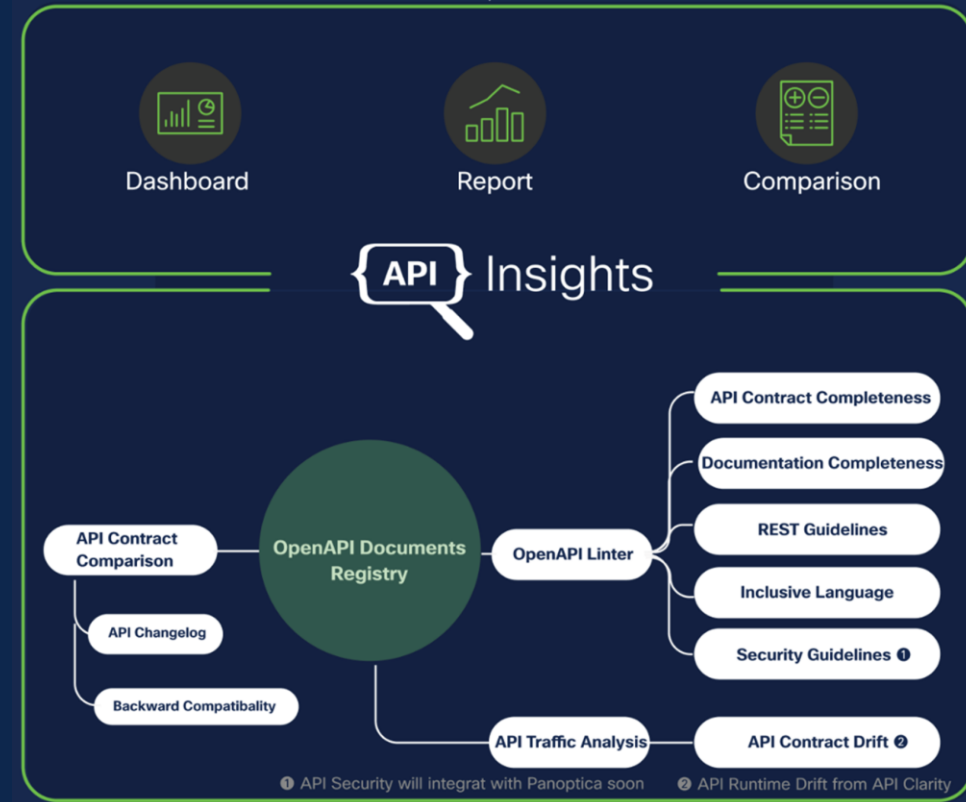 Dashboard
Report
Comparison
{API} Insights
API Contract Completeness
Documentation Completeness
API Contract
Comparison
OpenAPI Documents
Registry
OpenAPI Linter
REST Guidelines
Inclusive Language
API Changelog
Security Guidelines ❶
Backward Compatibality
API Traffic Analysis
API Contract Drift ❷
❶ API Security will integrat with Panoptica soon
❷ API Runtime Drift from API Clarity